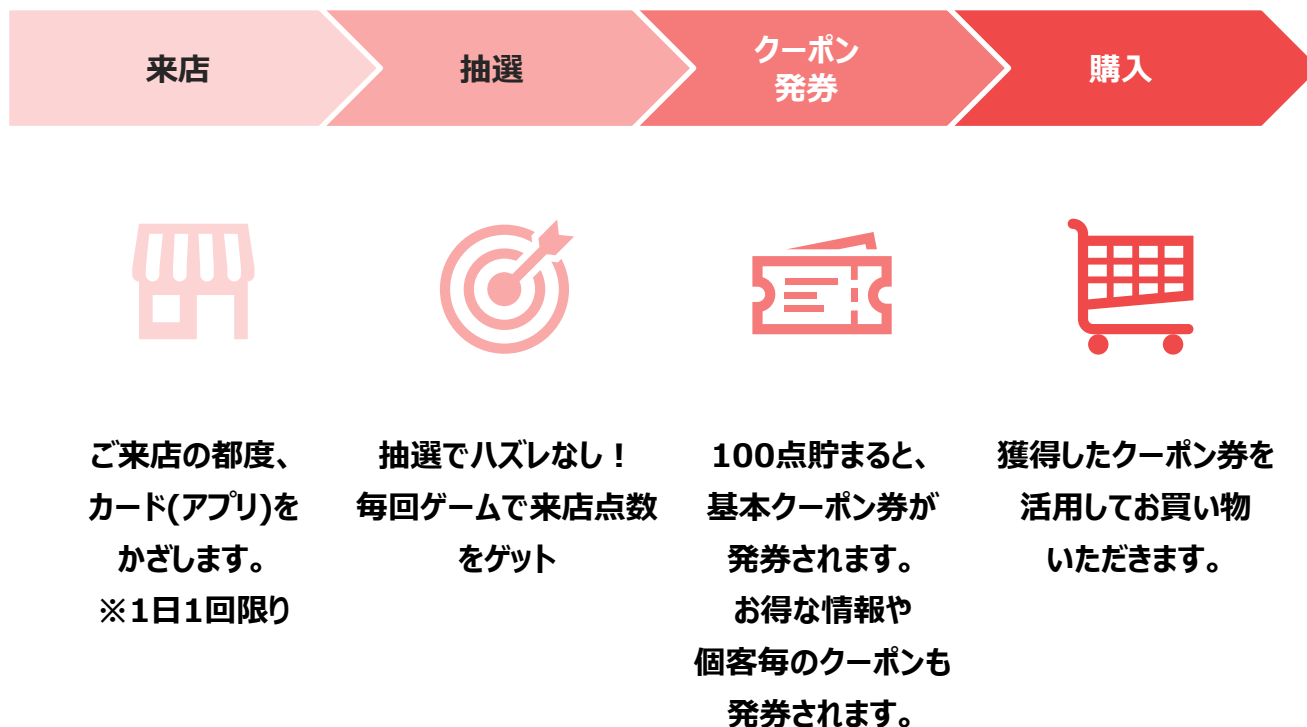 来店
抽選
クーポン
発券
購入
ご来店の都度、
カード(アプリ)を
かざします。
※1日1回限り
抽選でハズレなし！
毎回ゲームで来店点数
をゲット
100点貯まると、
基本クーポン券が
発券されます。
お得な情報や
個客毎のクーポンも
発券されます。
獲得したクーポン券を
活用してお買い物
いただきます。